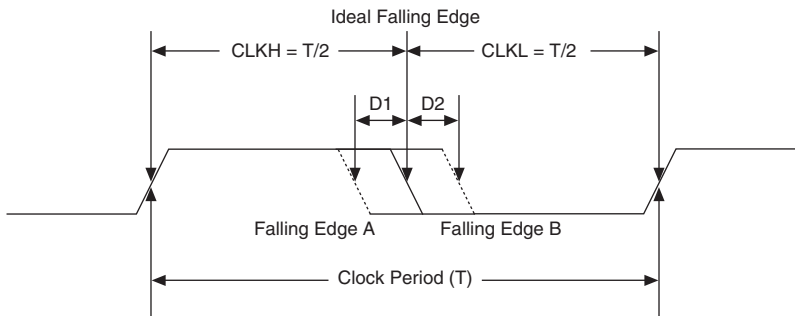 Ideal Falling Edge
CLKH = T/2
CLKL = T/2
D1
D2
Falling Edge A
Falling Edge B
Clock Period (T)